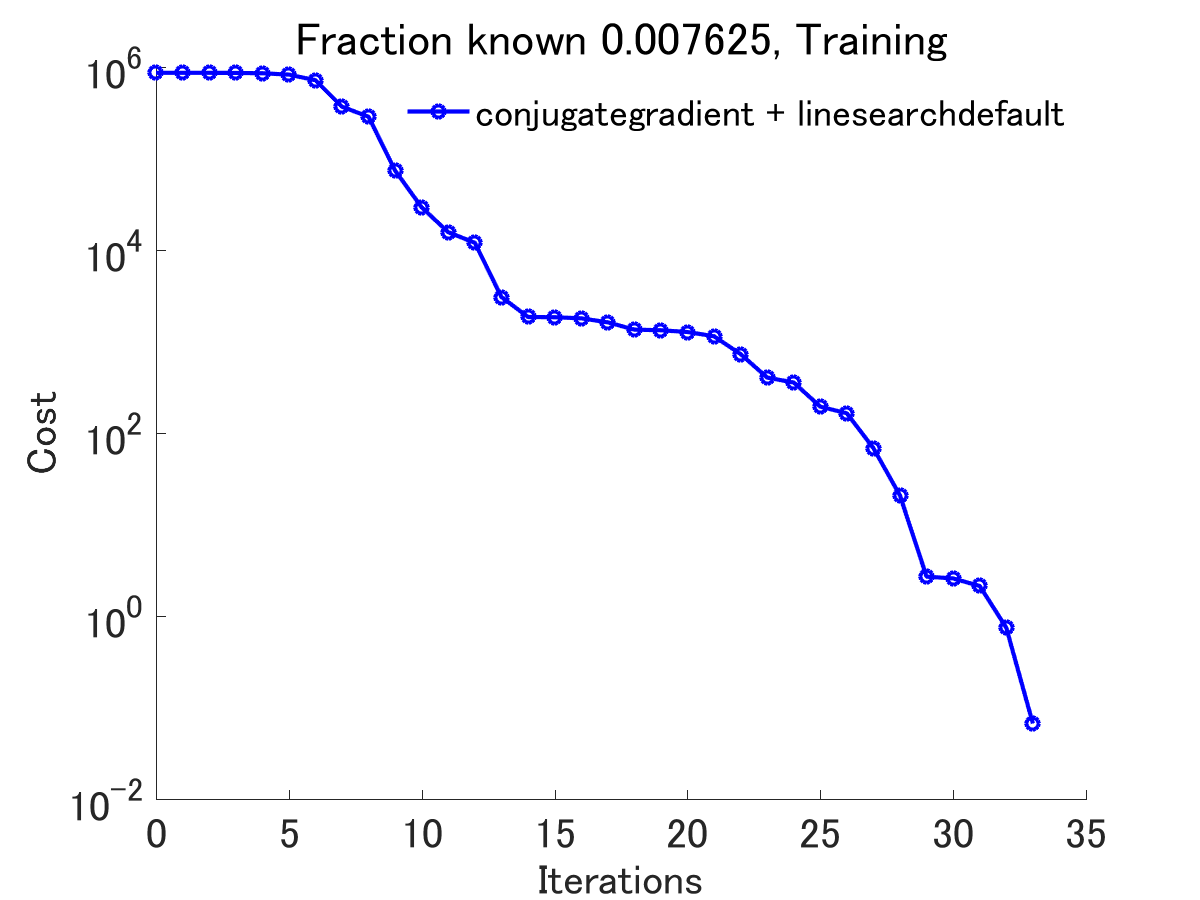 Fraction known 0.007625, Training
conjugategradient + linesearchdefault
Cost
10^6
10^4
10^2
10^0
10^-2
0 5 10 15 20 25 30 35
Iterations